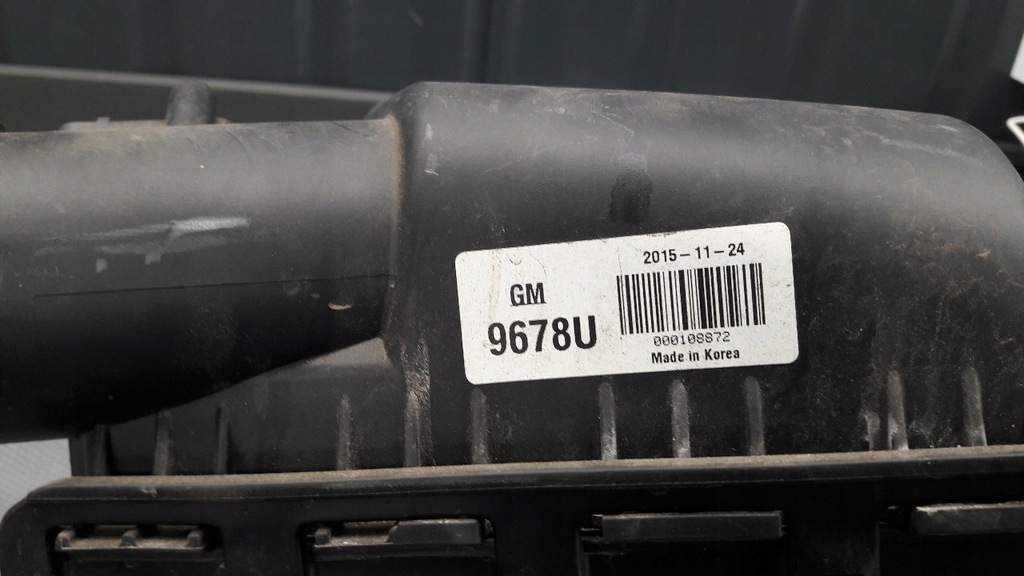 2015-11-24
GM
9678U
000108872
Made in Korea